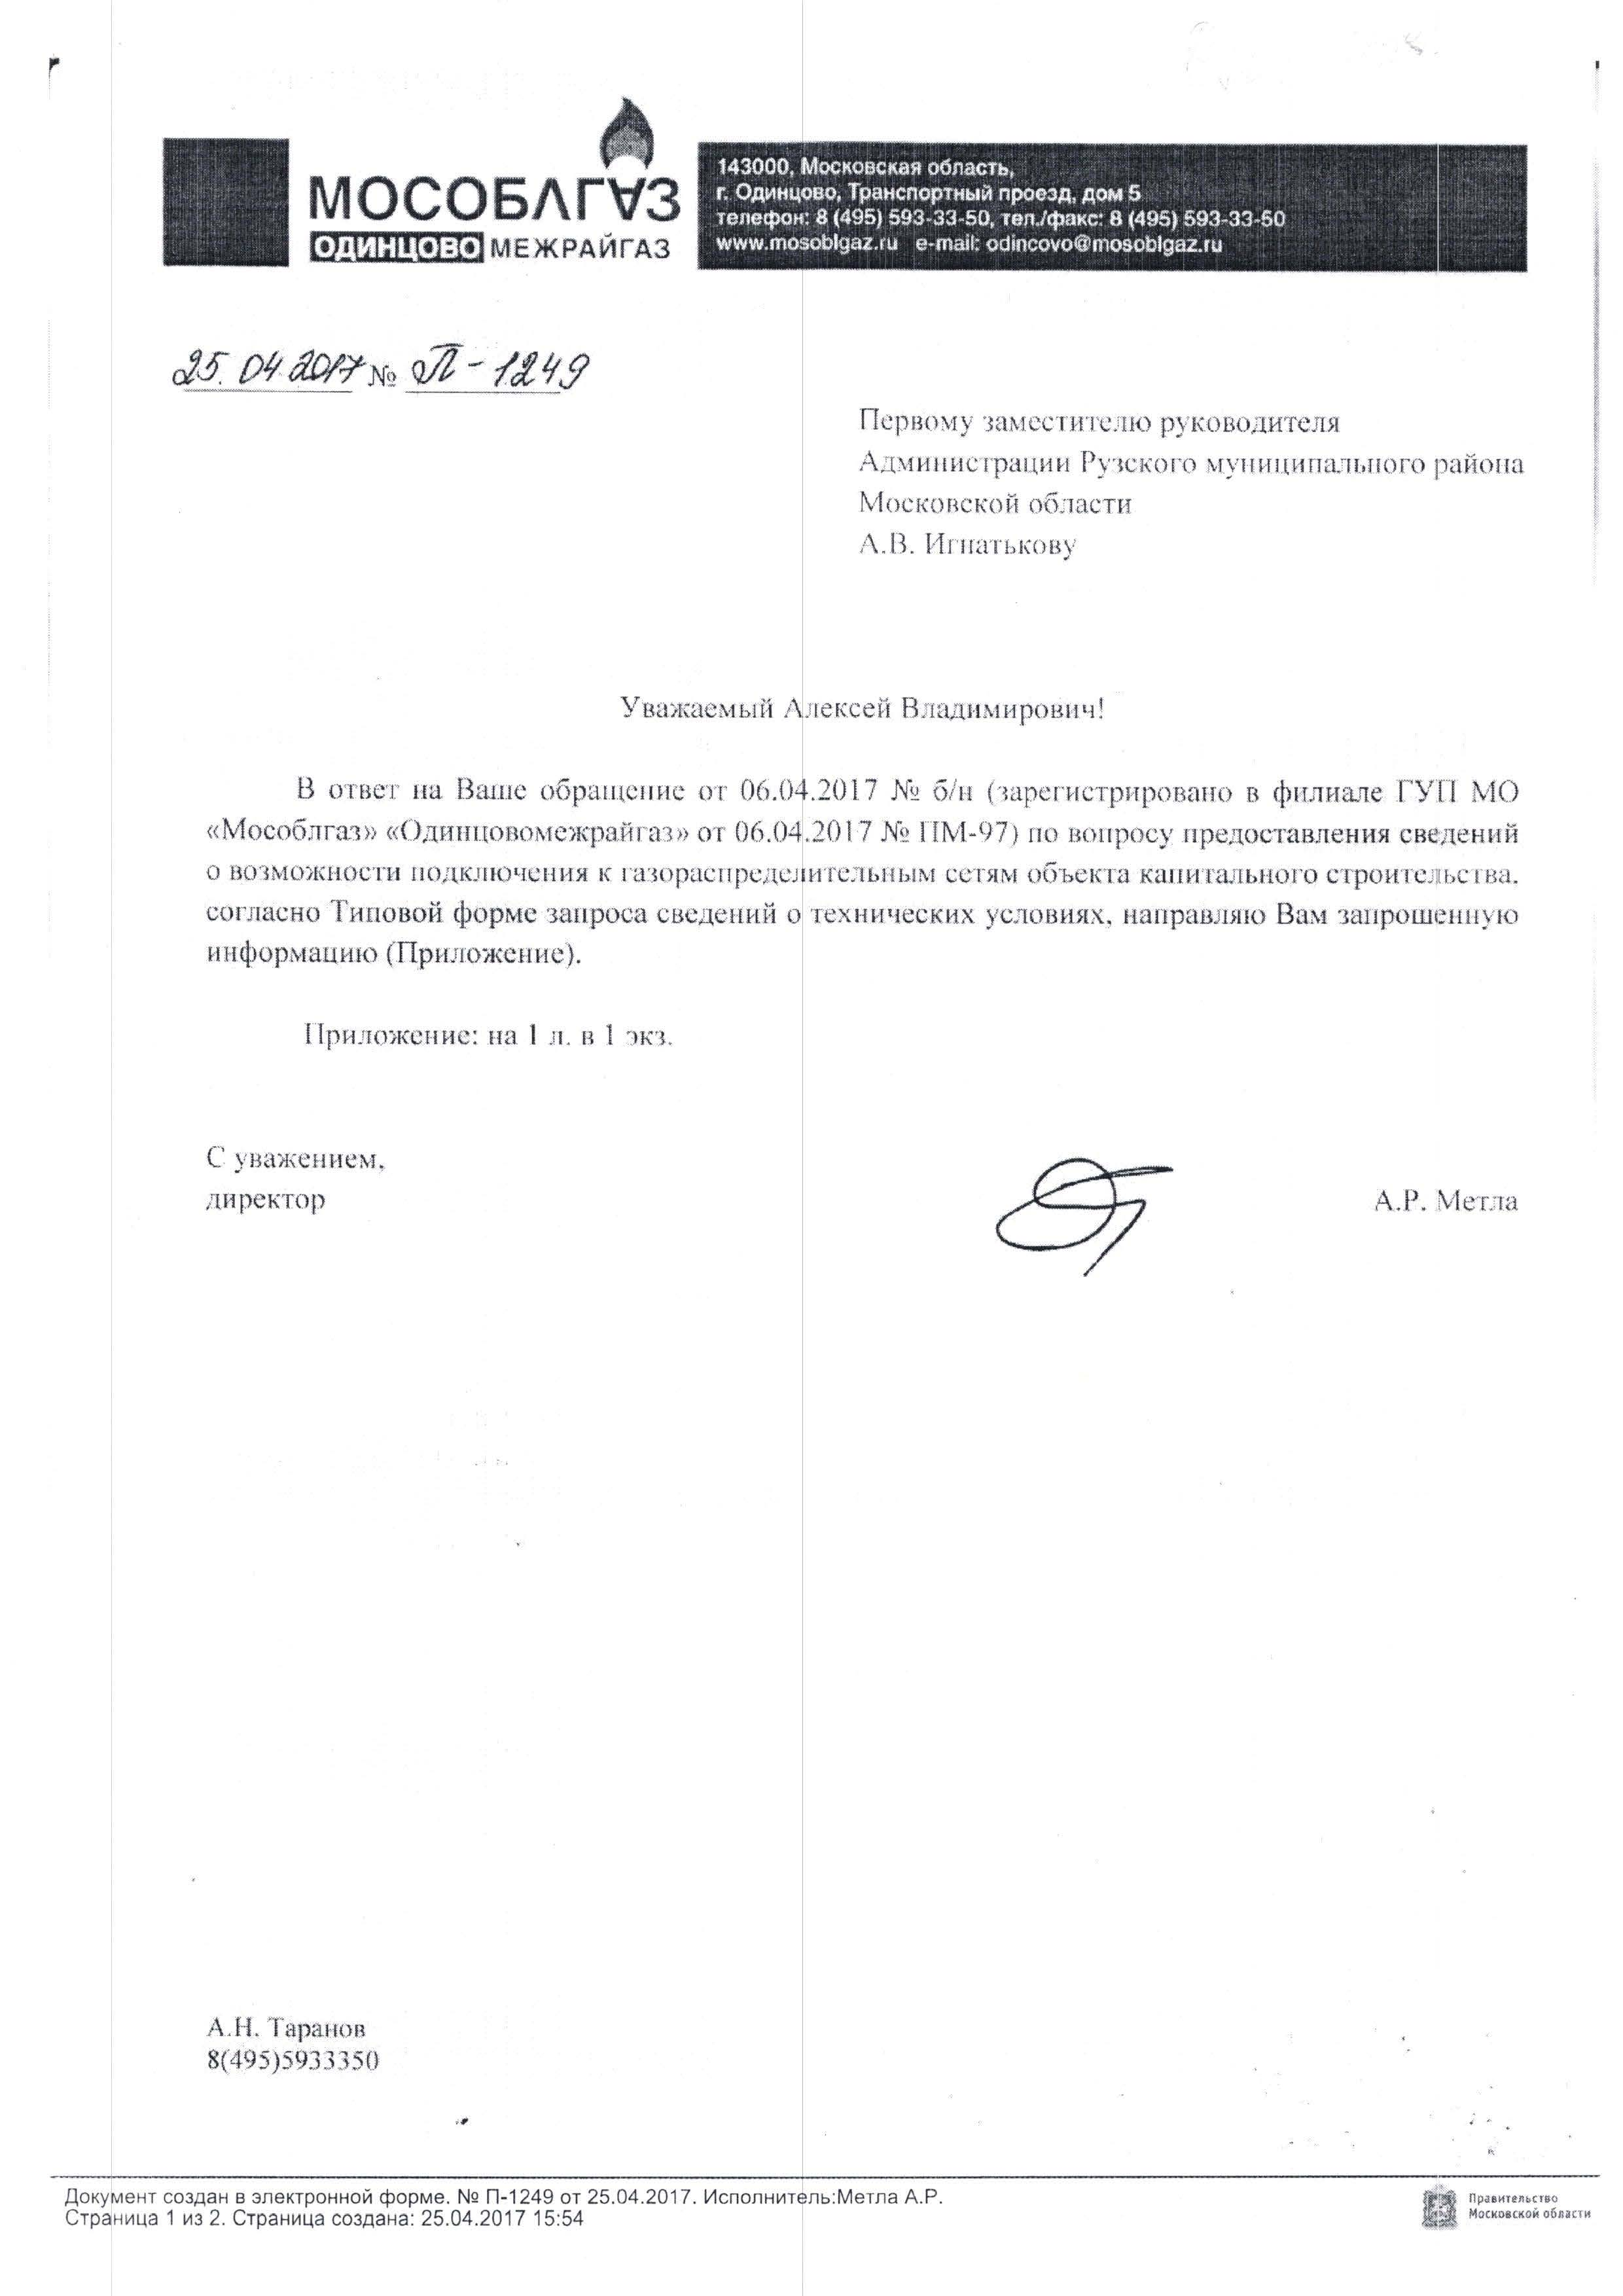 МОСОБЛГАЗ
ОДИНЦОВО МЕЖРАЙГАЗ
143000, Московская область,
г. Одинцово, Транспортный проезд, дом 5
телефон: 8 (495) 593-33-50, тел./факс: 8 (495) 593-33-50
www.mosoblgaz.ru e-mail: odincovo@mosoblgaz.ru
25.04.2017 № П-1249
Первому заместителю руководителя
Администрации Рузского муниципального района
Московской области
А.В. Игнатькову
Уважаемый Алексей Владимирович!
В ответ на Ваше обращение от 06.04.2017 № б/н (зарегистрировано в филиале ГУП МО
«Мособлгаз» «Одинцовомежрайгаз» от 06.04.2017 № ПМ-97) по вопросу предоставления сведений
о возможности подключения к газораспределительным сетям объекта капитального строительства,
согласно Типовой форме запроса сведений о технических условиях, направляю Вам запрошенную
информацию (Приложение).
Приложение: на 1 л. в 1 экз.
С уважением,
директор
А.Р. Метла
А.Н. Таранов
8(495)5933350
Документ создан в электронной форме. № П-1249 от 25.04.2017. Исполнитель:Метла А.Р.
Страница 1 из 2. Страница создана: 25.04.2017 15:54
Правительство
Московской области